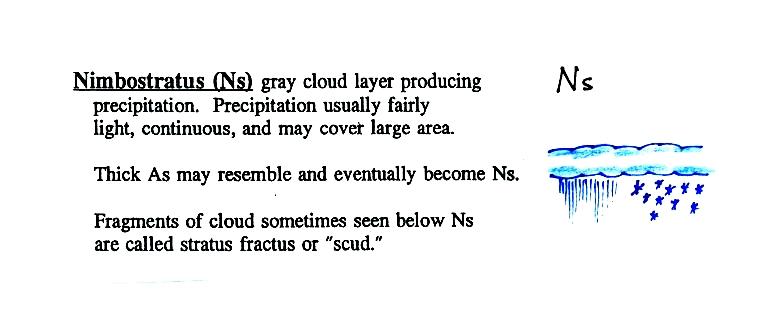 Nimbostratus (Ns) gray cloud layer producing
precipitation. Precipitation usually fairly
light, continuous, and may cover large area.
Ns
Thick As may resemble and eventually become Ns.
Fragments of cloud sometimes seen below Ns
are called stratus fractus or "scud."